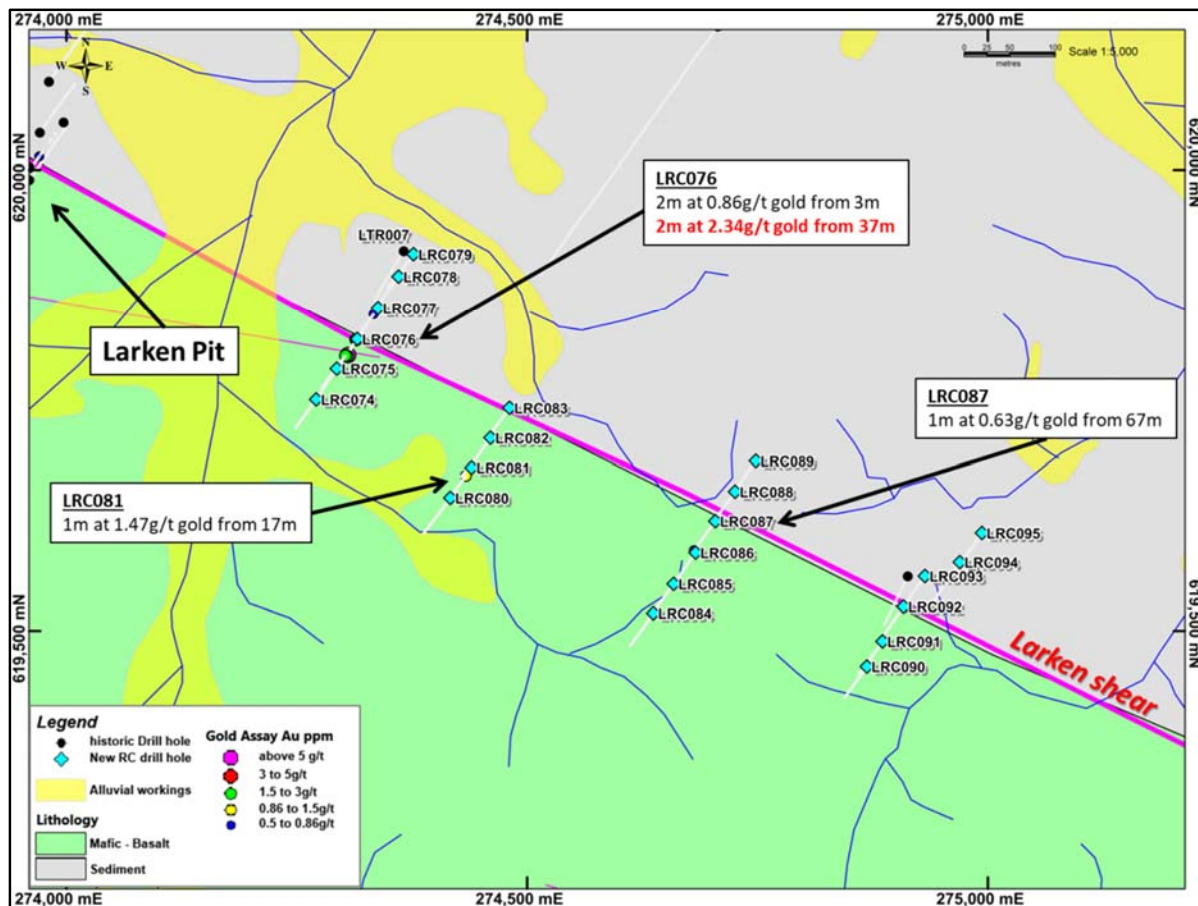 274,000 mE
274,500 mE
275,000 mE
N
W E
S
0 25 50 100
metres
Scale 1:5,000
620,000 mN
620,000 mN
LRC076
2m at 0.86g/t gold from 3m
2m at 2.34g/t gold from 37m
LTR007
LRC079
LRC078
LRC077
LRC076
LRC075
LRC074
Larken Pit
LRC083
LRC082
LRC081
LRC080
LRC087
1m at 0.63g/t gold from 67m
LRC081
1m at 1.47g/t gold from 17m
LRC089
LRC088
LRC087
LRC086
LRC085
LRC084
LRC095
LRC094
LRC093
LRC092
LRC091
LRC090
619,500 mN
619,500 mN
Larken shear
Legend
historic Drill hole
New RC drill hole
Alluvial workings
Lithology
Mafic - Basalt
Sediment
Gold Assay Au ppm
above 5 g/t
3 to 5g/t
1.5 to 3g/t
0.86 to 1.5g/t
0.5 to 0.86g/t
274,000 mE
274,500 mE
275,000 mE